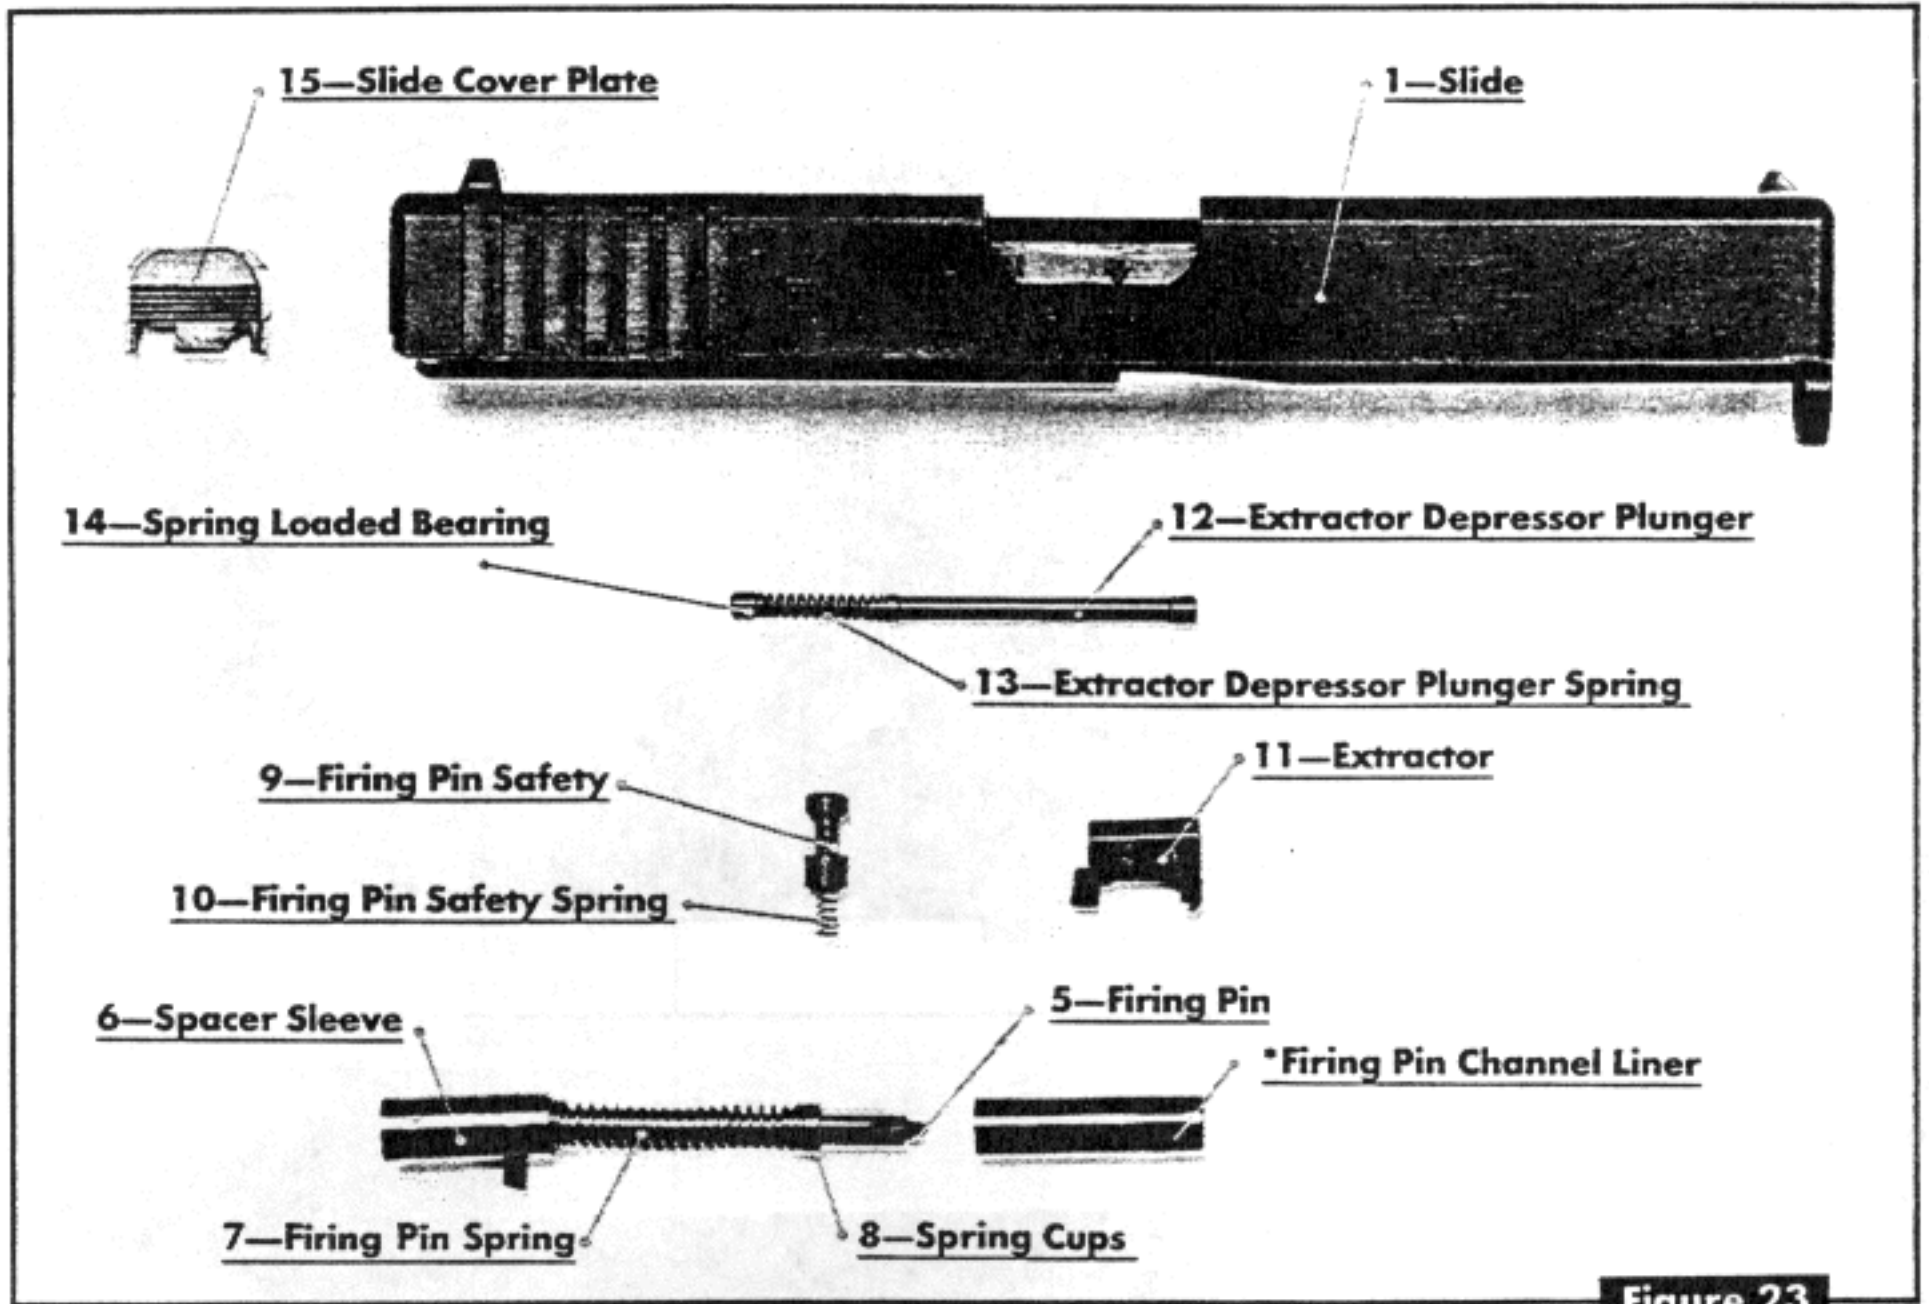 15—Slide Cover Plate
1—Slide
14—Spring Loaded Bearing
12—Extractor Depressor Plunger
13—Extractor Depressor Plunger Spring
11—Extractor
9—Firing Pin Safety
10—Firing Pin Safety Spring
5—Firing Pin
6—Spacer Sleeve
*Firing Pin Channel Liner
7—Firing Pin Spring
8—Spring Cups
Figure 23